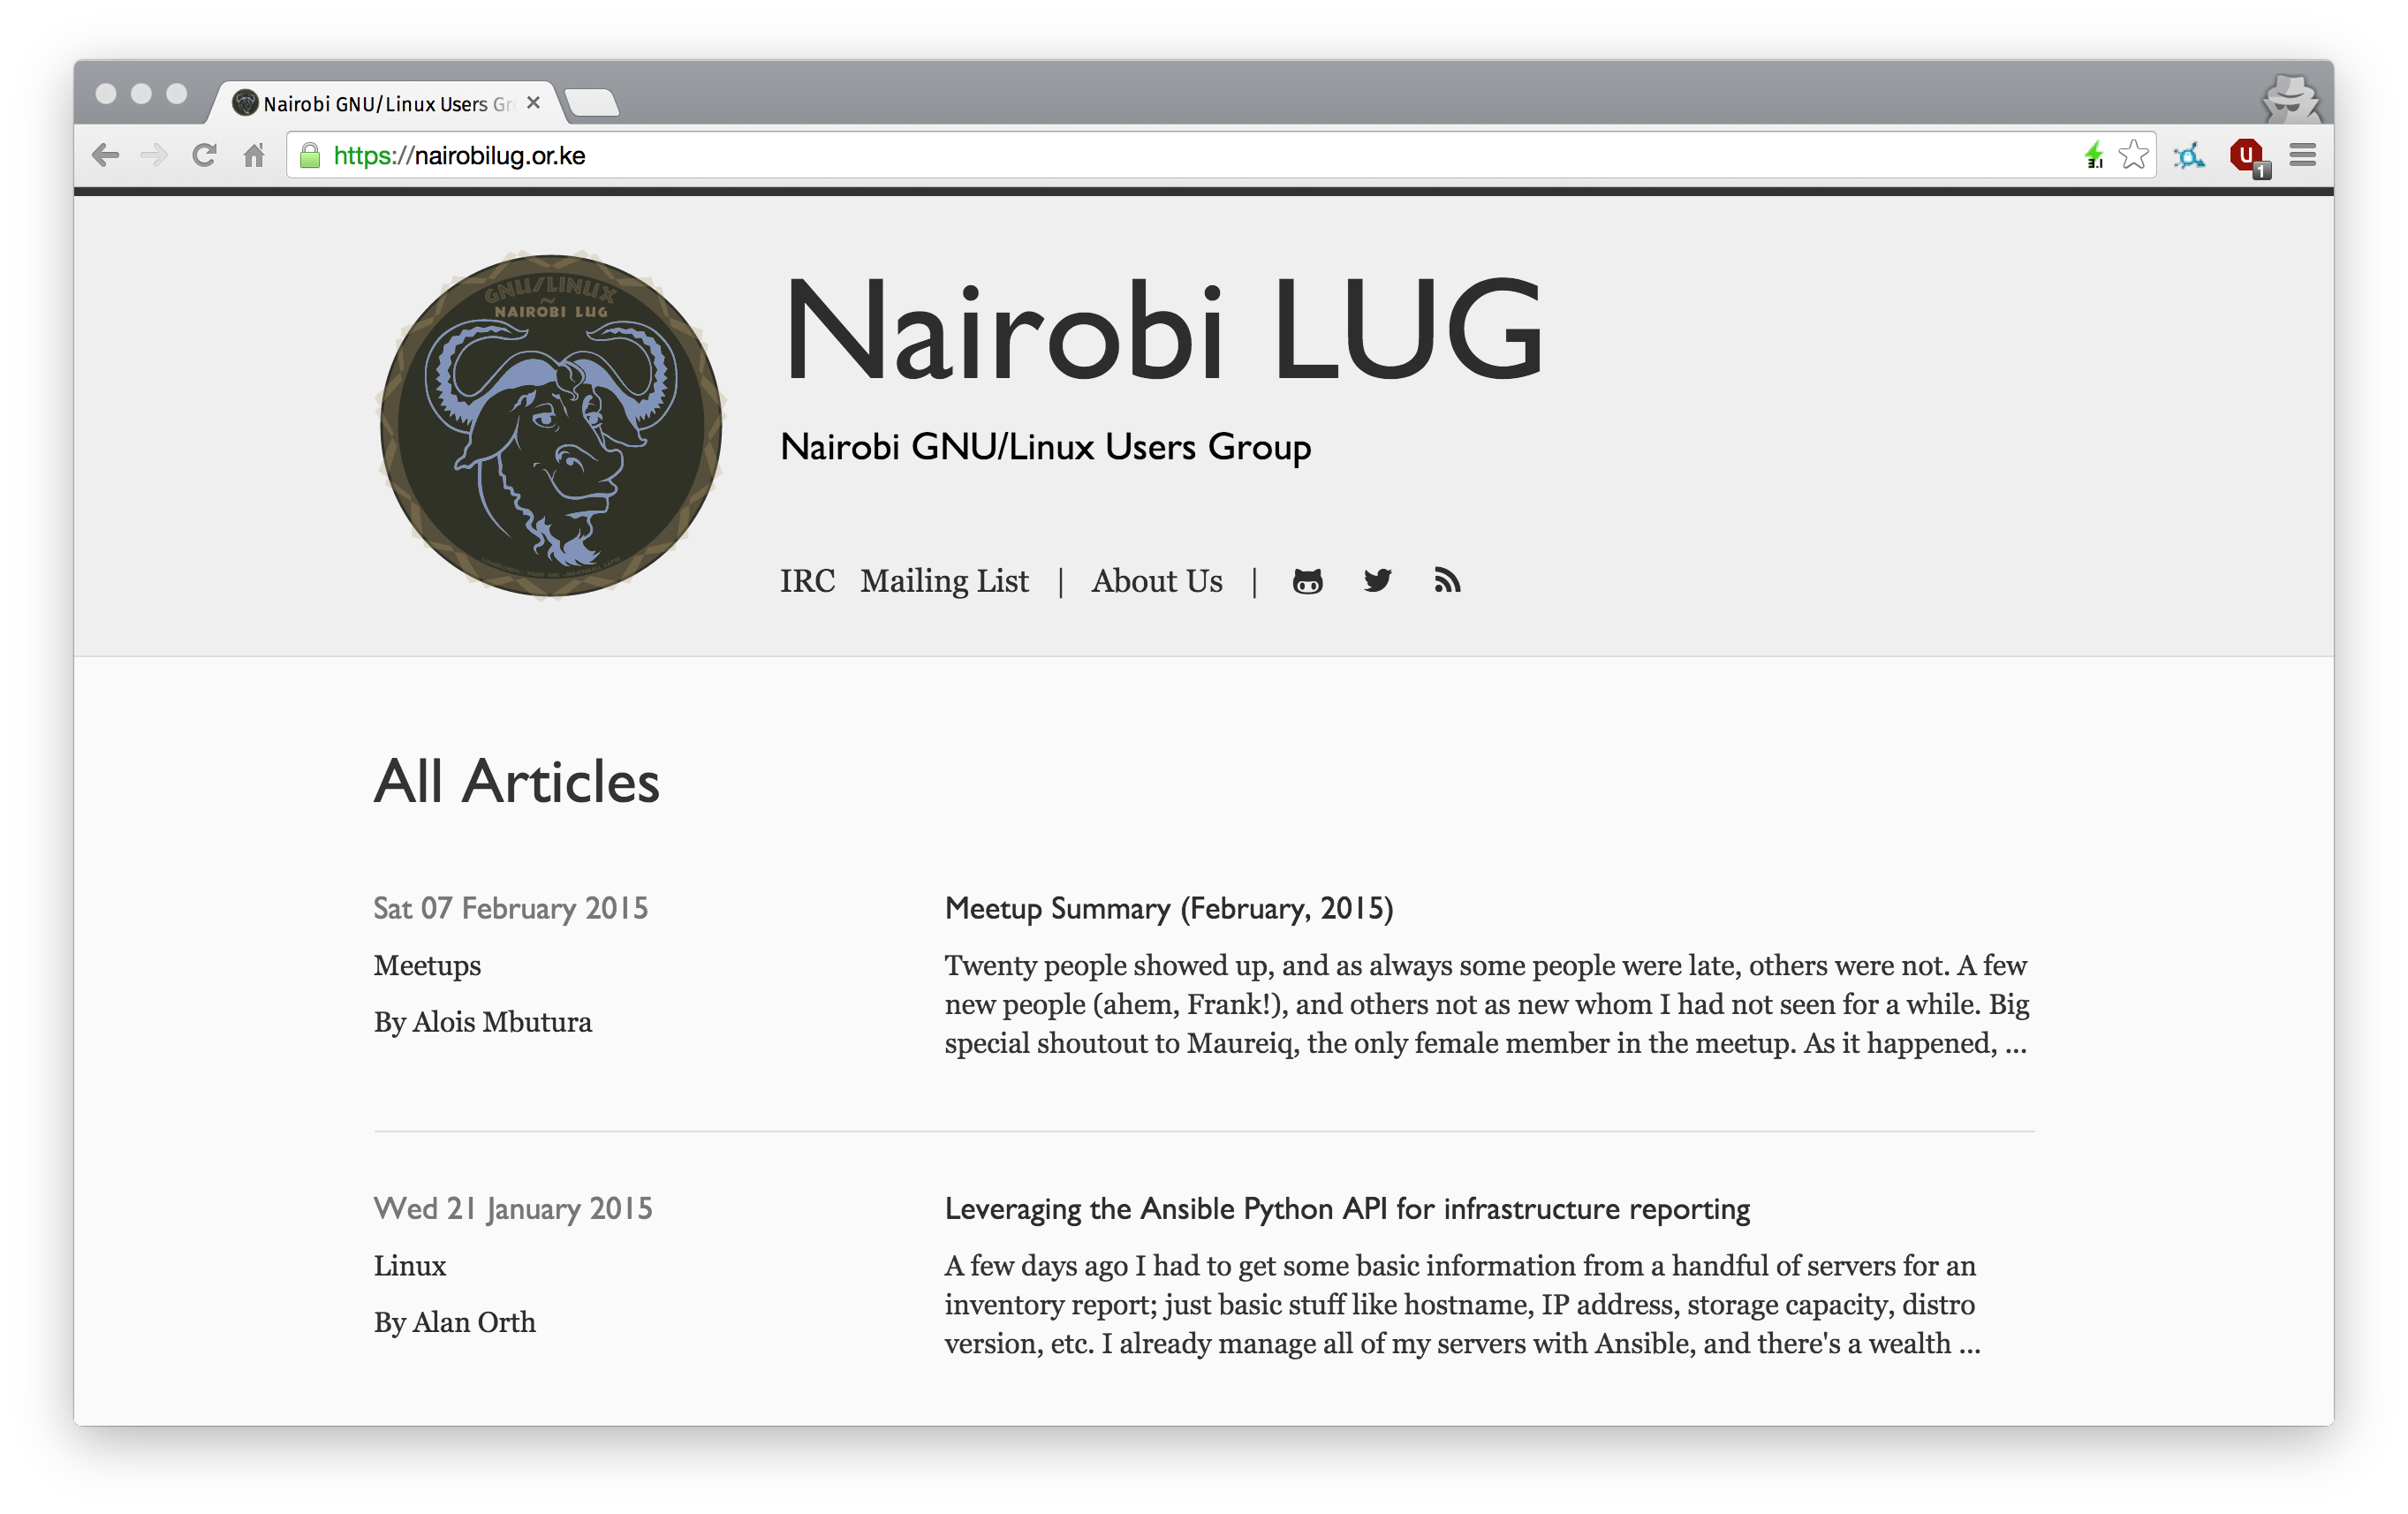 Nairobi GNU/Linux Users Gr
https://nairobilug.or.ke
3.1
U
1
GNU/LINUX
~
NAIROBI LUG
Nairobi LUG
Nairobi GNU/Linux Users Group
IRC Mailing List | About Us |
All Articles
Sat 07 February 2015
Meetups
By Alois Mbutura
Meetup Summary (February, 2015)
Twenty people showed up, and as always some people were late, others were not. A few
new people (ahem, Frank!), and others not as new whom I had not seen for a while. Big
special shoutout to Maureiq, the only female member in the meetup. As it happened, ...
Wed 21 January 2015
Linux
By Alan Orth
Leveraging the Ansible Python API for infrastructure reporting
A few days ago I had to get some basic information from a handful of servers for an
inventory report; just basic stuff like hostname, IP address, storage capacity, distro
version, etc. I already manage all of my servers with Ansible, and there's a wealth ...